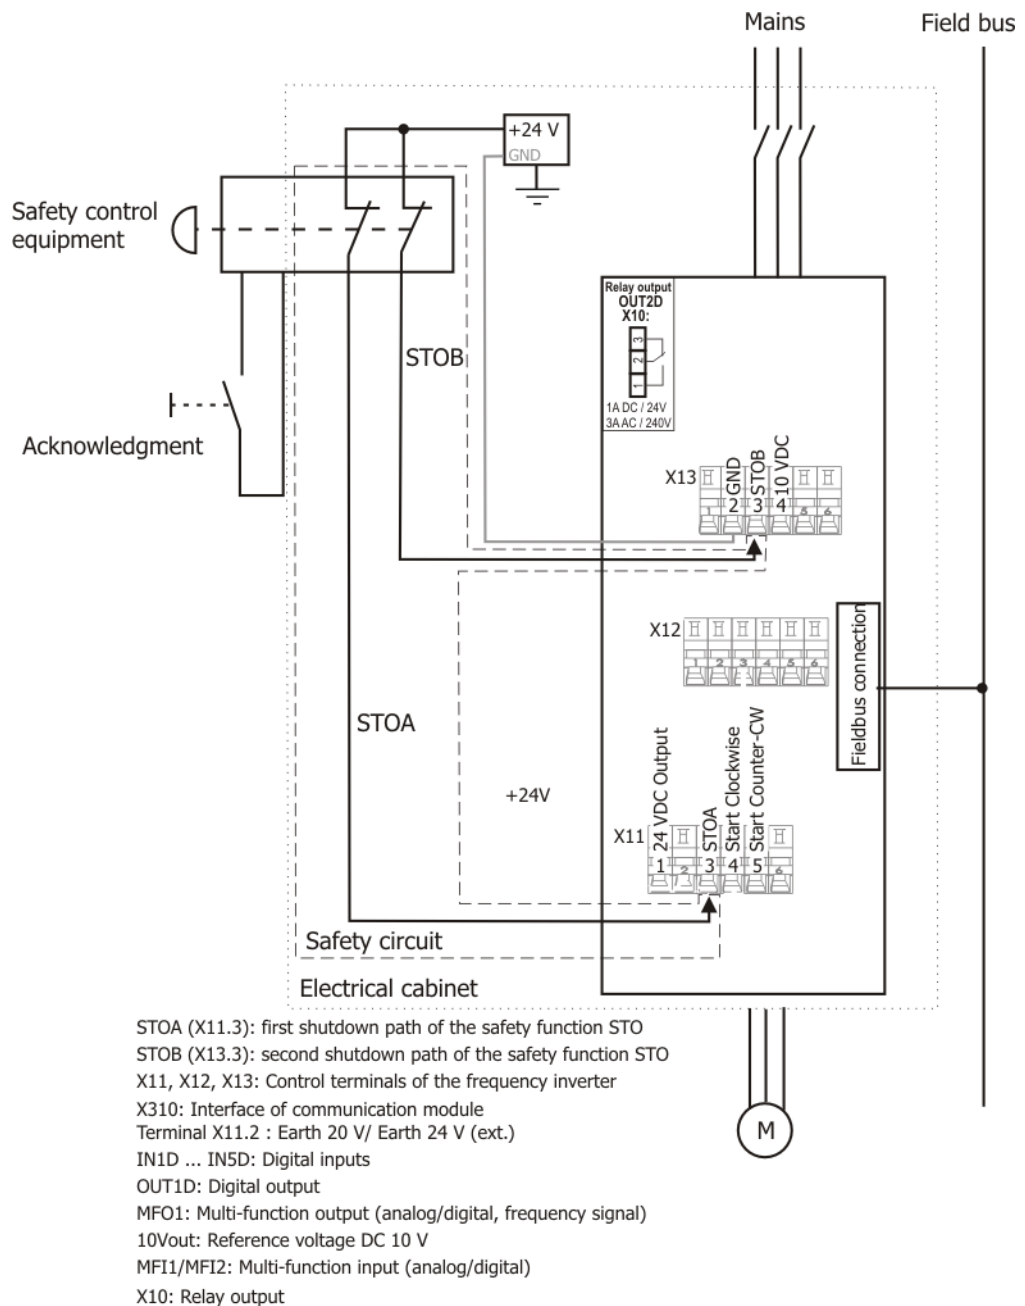 Mains
Field bus
+24 V
GND
Safety control
equipment
Relay output
OUT2D
X10:
3
2
1
1A DC / 24V
3A AC / 240V
STOB
Acknowledgment
X13
GND
STOB
10 VDC
1 2 3 4 5 6
X12
1 2 3 4 5 6
Fieldbus connection
STOA
+24V
X11
24 VDC Output
STOA
Start Clockwise
Start Counter-CW
1 2 3 4 5 6
Safety circuit
Electrical cabinet
M
STOA (X11.3): first shutdown path of the safety function STO
STOB (X13.3): second shutdown path of the safety function STO
X11, X12, X13: Control terminals of the frequency inverter
X310: Interface of communication module
Terminal X11.2 : Earth 20 V/ Earth 24 V (ext.)
IN1D ... IN5D: Digital inputs
OUT1D: Digital output
MFO1: Multi-function output (analog/digital, frequency signal)
10Vout: Reference voltage DC 10 V
MFI1/MFI2: Multi-function input (analog/digital)
X10: Relay output